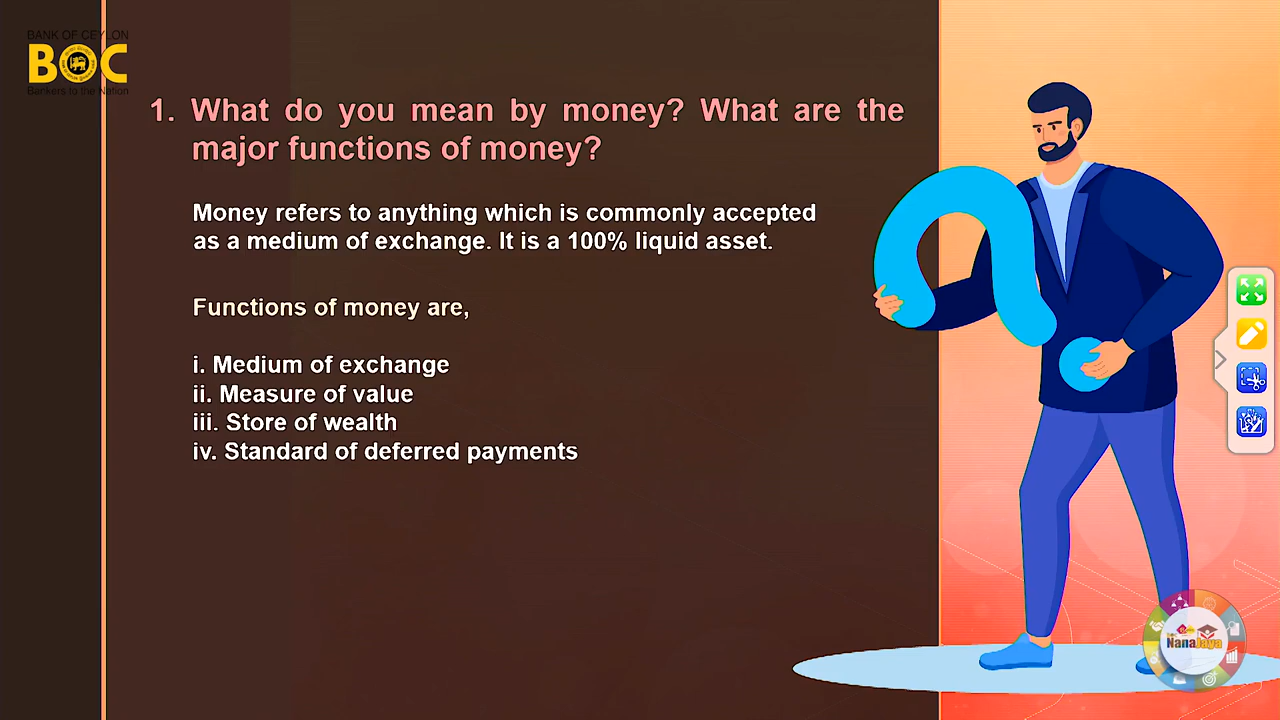 BANK OF CEYLON
BOC
Bankers to the Nation
1. What do you mean by money? What are the
major functions of money?
Money refers to anything which is commonly accepted
as a medium of exchange. It is a 100% liquid asset.
Functions of money are,
i. Medium of exchange
ii. Measure of value
iii. Store of wealth
iv. Standard of deferred payments
NanaJaya